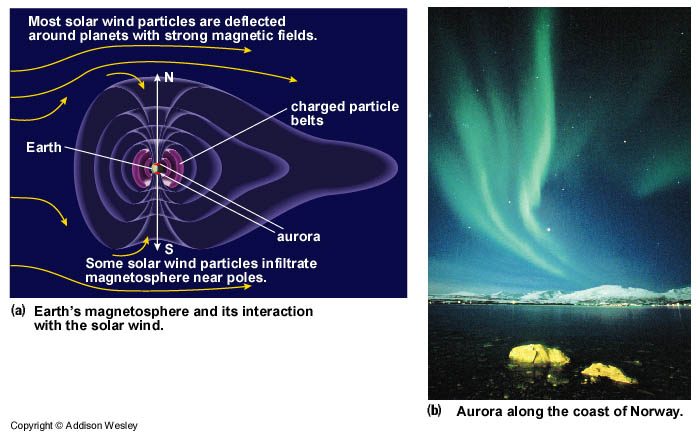 Most solar wind particles are deflected
around planets with strong magnetic fields.
N
charged particle
belts
Earth
aurora
S
Some solar wind particles infiltrate
magnetosphere near poles.
(a) Earth's magnetosphere and its interaction
with the solar wind.
(b) Aurora along the coast of Norway.
Copyright © Addison Wesley